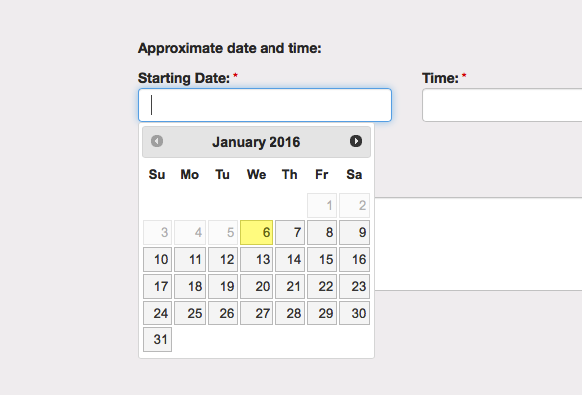 Approximate date and time:
Starting Date: * Time: *
January 2016
Su Mo Tu We Th Fr Sa
1 2
3 4 5 6 7 8 9
10 11 12 13 14 15 16
17 18 19 20 21 22 23
24 25 26 27 28 29 30
31